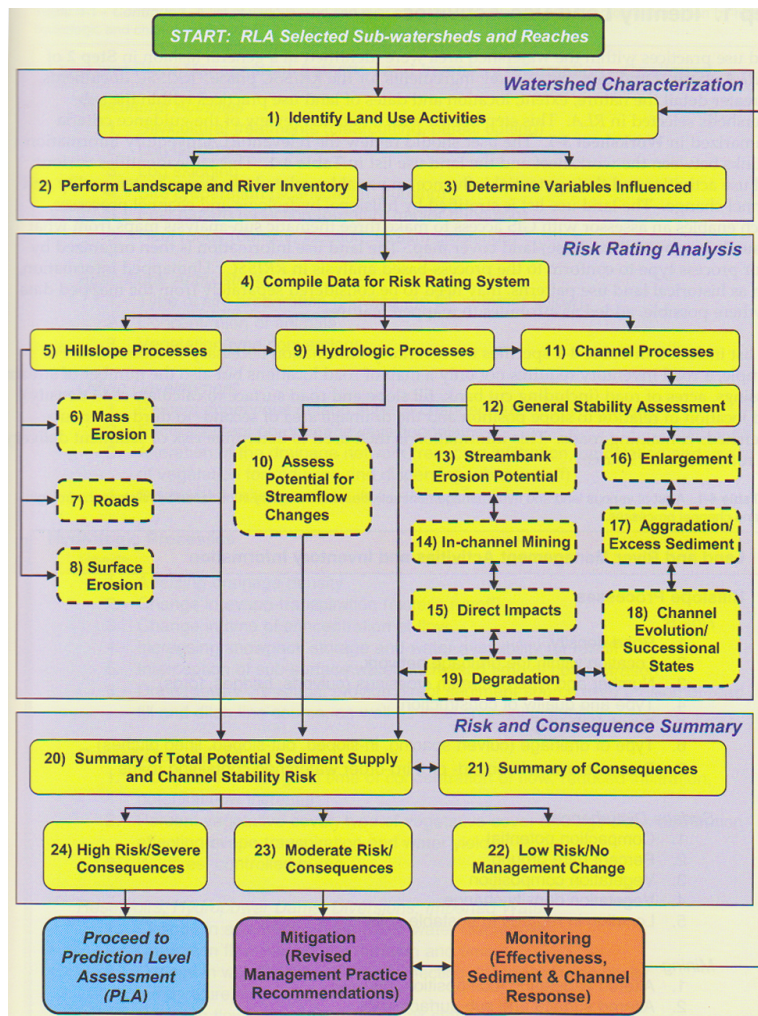 START: RLA Selected Sub-watersheds and Reaches
Watershed Characterization
1) Identify Land Use Activities
2) Perform Landscape and River Inventory
3) Determine Variables Influenced
Risk Rating Analysis
4) Compile Data for Risk Rating System
5) Hillslope Processes
9) Hydrologic Processes
11) Channel Processes
6) Mass
Erosion
7) Roads
8) Surface
Erosion
10) Assess
Potential for
Streamflow
Changes
12) General Stability Assessment
13) Streambank
Erosion Potential
14) In-channel Mining
15) Direct Impacts
19) Degradation
16) Enlargement
17) Aggradation/
Excess Sediment
18) Channel
Evolution/
Successional
States
Risk and Consequence Summary
20) Summary of Total Potential Sediment Supply
and Channel Stability Risk
21) Summary of Consequences
24) High Risk/Severe
Consequences
23) Moderate Risk/
Consequences
22) Low Risk/No
Management Change
Proceed to
Prediction Level
Assessment
(PLA)
Mitigation
(Revised
Management Practice
Recommendations)
Monitoring
(Effectiveness,
Sediment & Channel
Response)